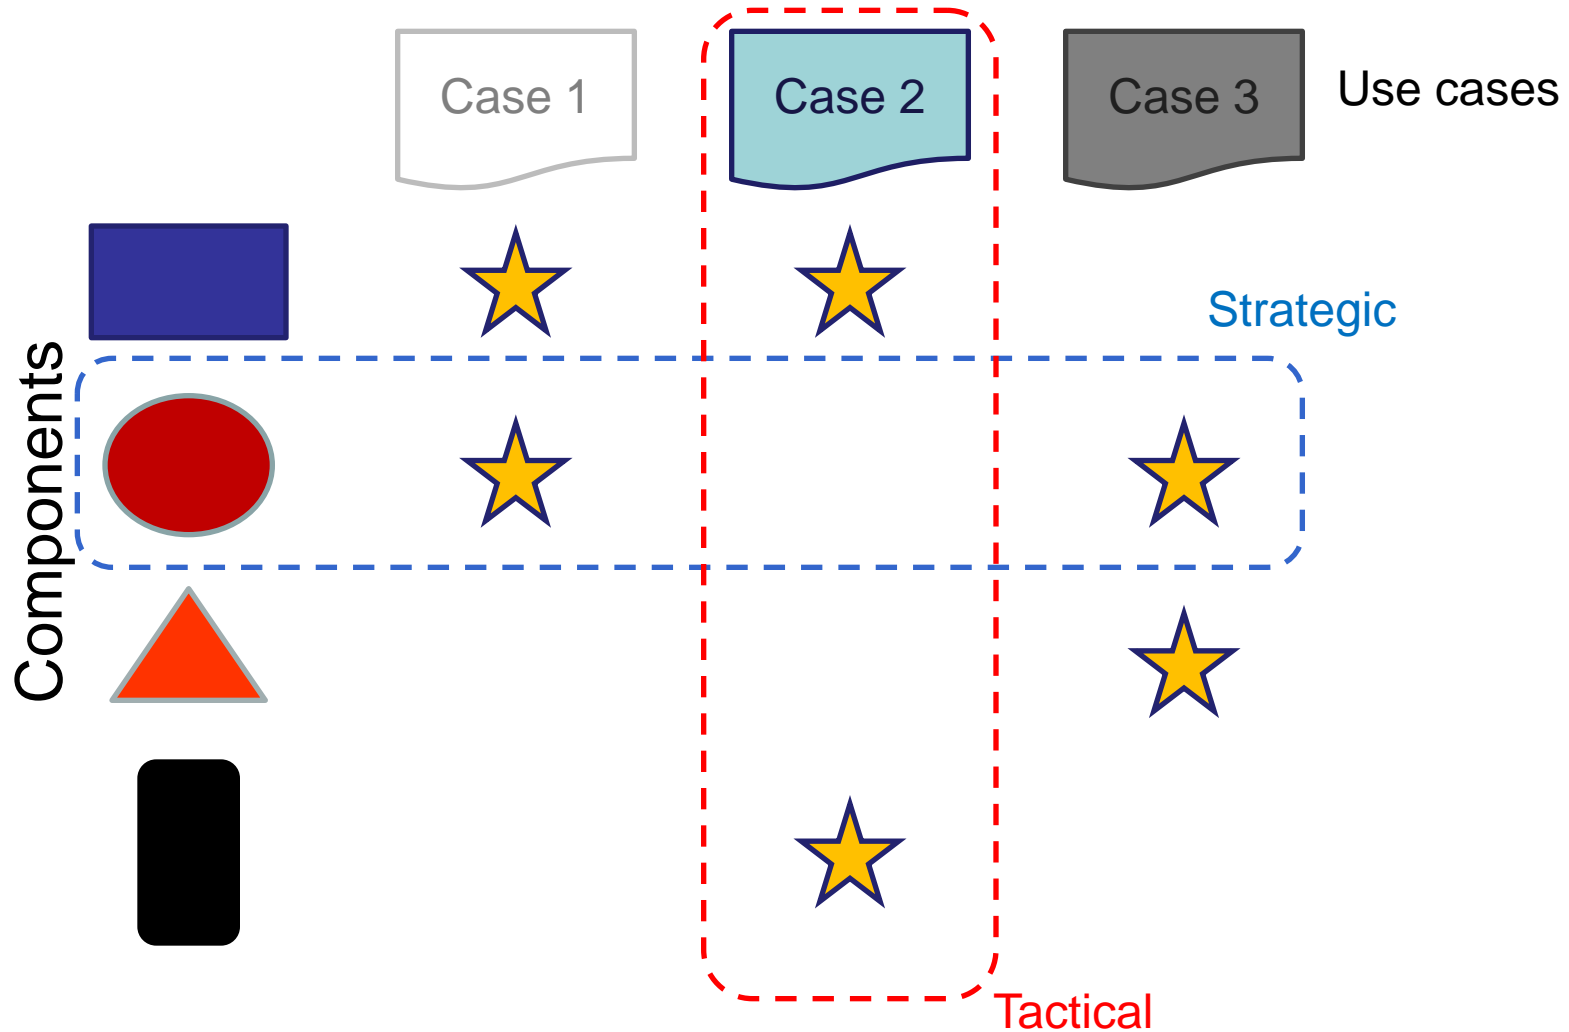 Case 1
Case 2
Case 3
Use cases
Strategic
Components
Tactical